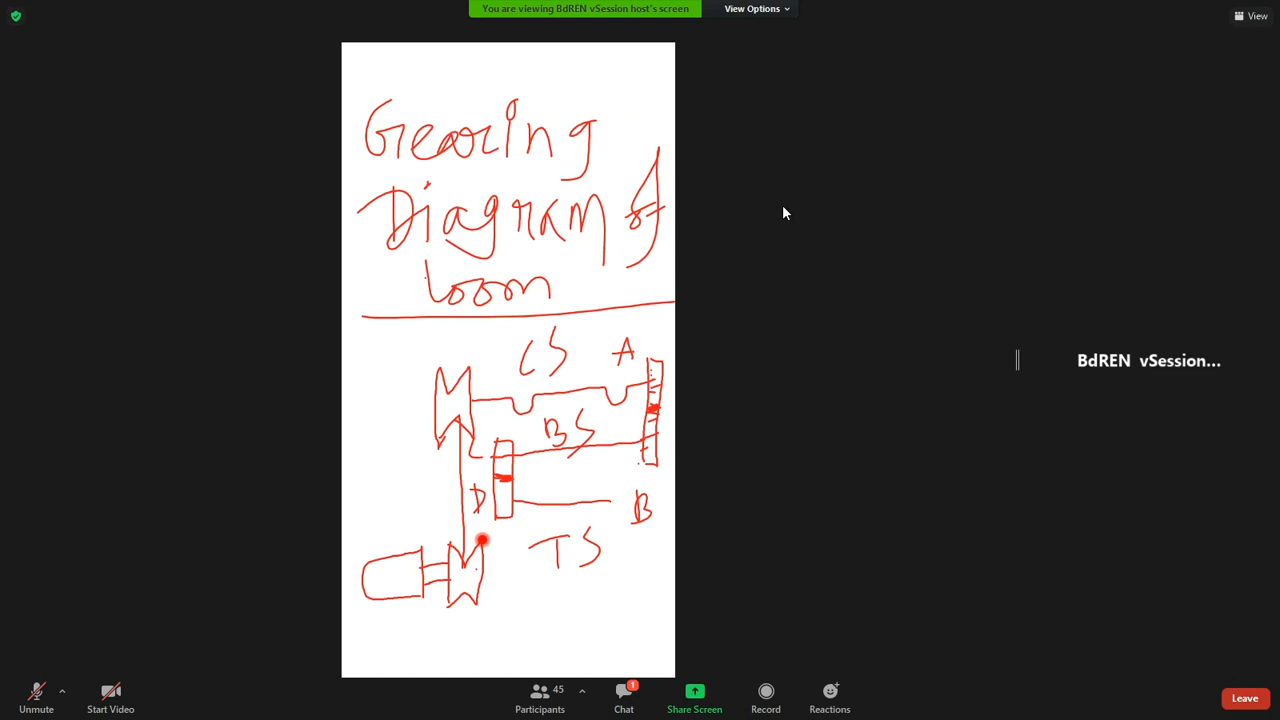 You are viewing BdREN vSession host's screen
View Options
View
Gearing
Diagram of
loom
CS
A
BS
C
D
B
TS
BdREN vSession...
Unmute
Start Video
45
Participants
1
Chat
Share Screen
Record
Reactions
Leave